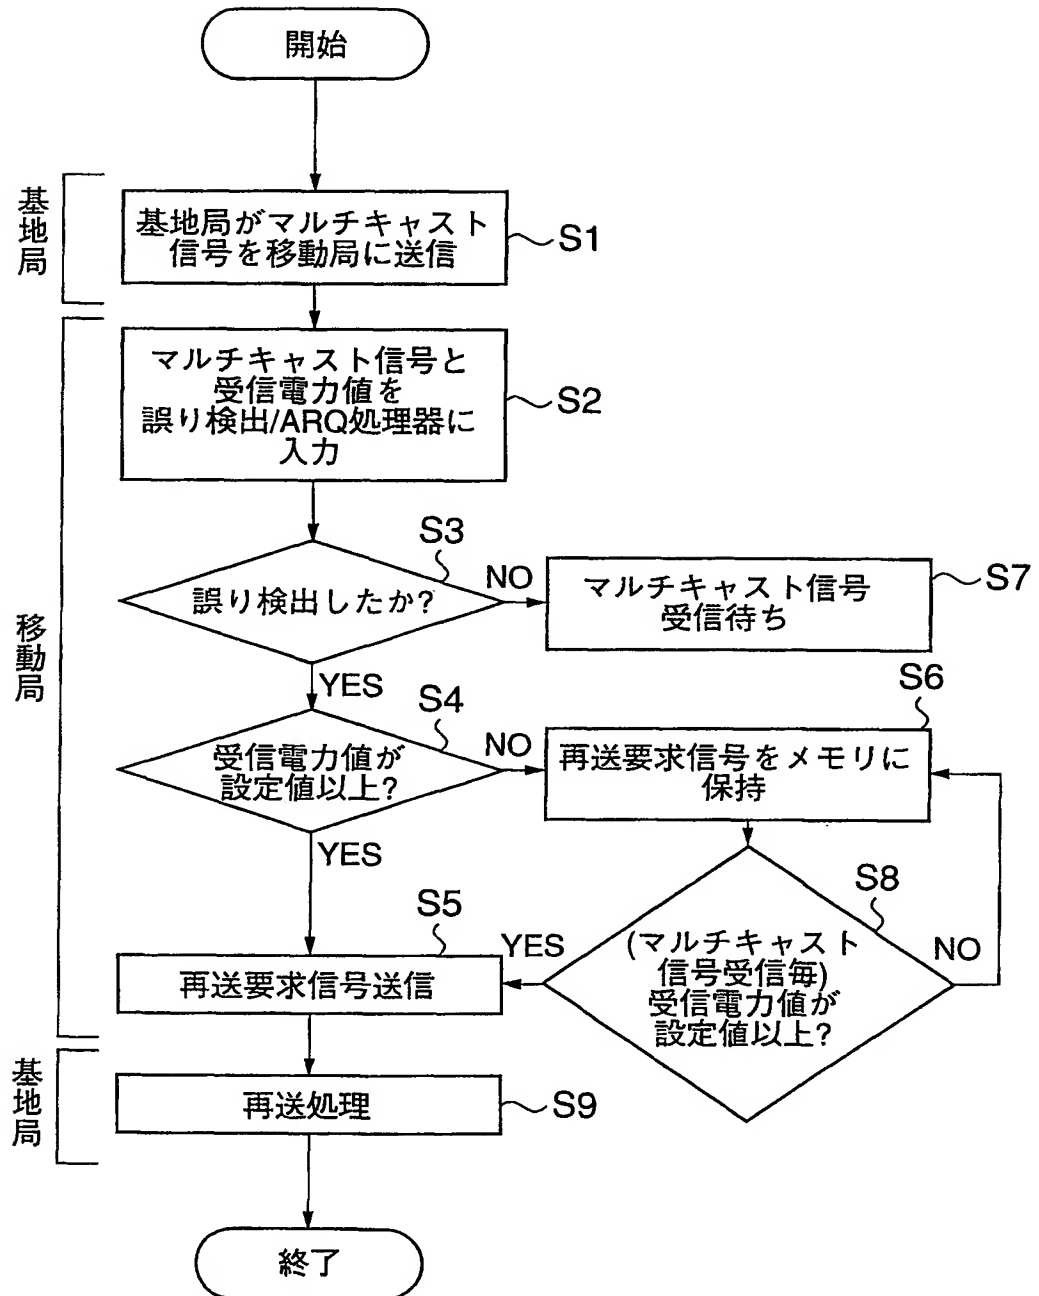 開始
基地局
基地局がマルチキャスト
信号を移動局に送信
S1
移動局
マルチキャスト信号と
受信電力値を
誤り検出/ARQ処理器に
入力
S2
S3
誤り検出したか?
NO
マルチキャスト信号
受信待ち
S7
YES
S4
受信電力値が
設定値以上?
NO
S6
再送要求信号をメモリに
保持
YES
S8
(マルチキャスト
信号受信毎)
受信電力値が
設定値以上?
YES
NO
S5
再送要求信号送信
基地局
再送処理
S9
終了